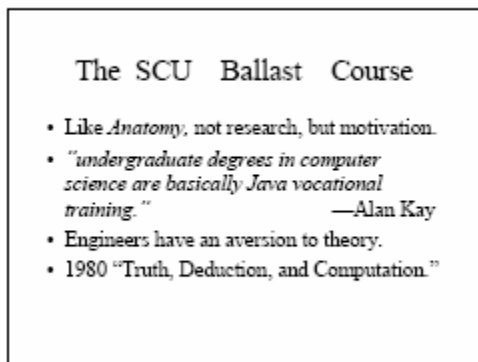 The SCU Ballast Course
• Like Anatomy, not research, but motivation.
• "undergraduate degrees in computer
science are basically Java vocational
training." —Alan Kay
• Engineers have an aversion to theory.
• 1980 “Truth, Deduction, and Computation.”